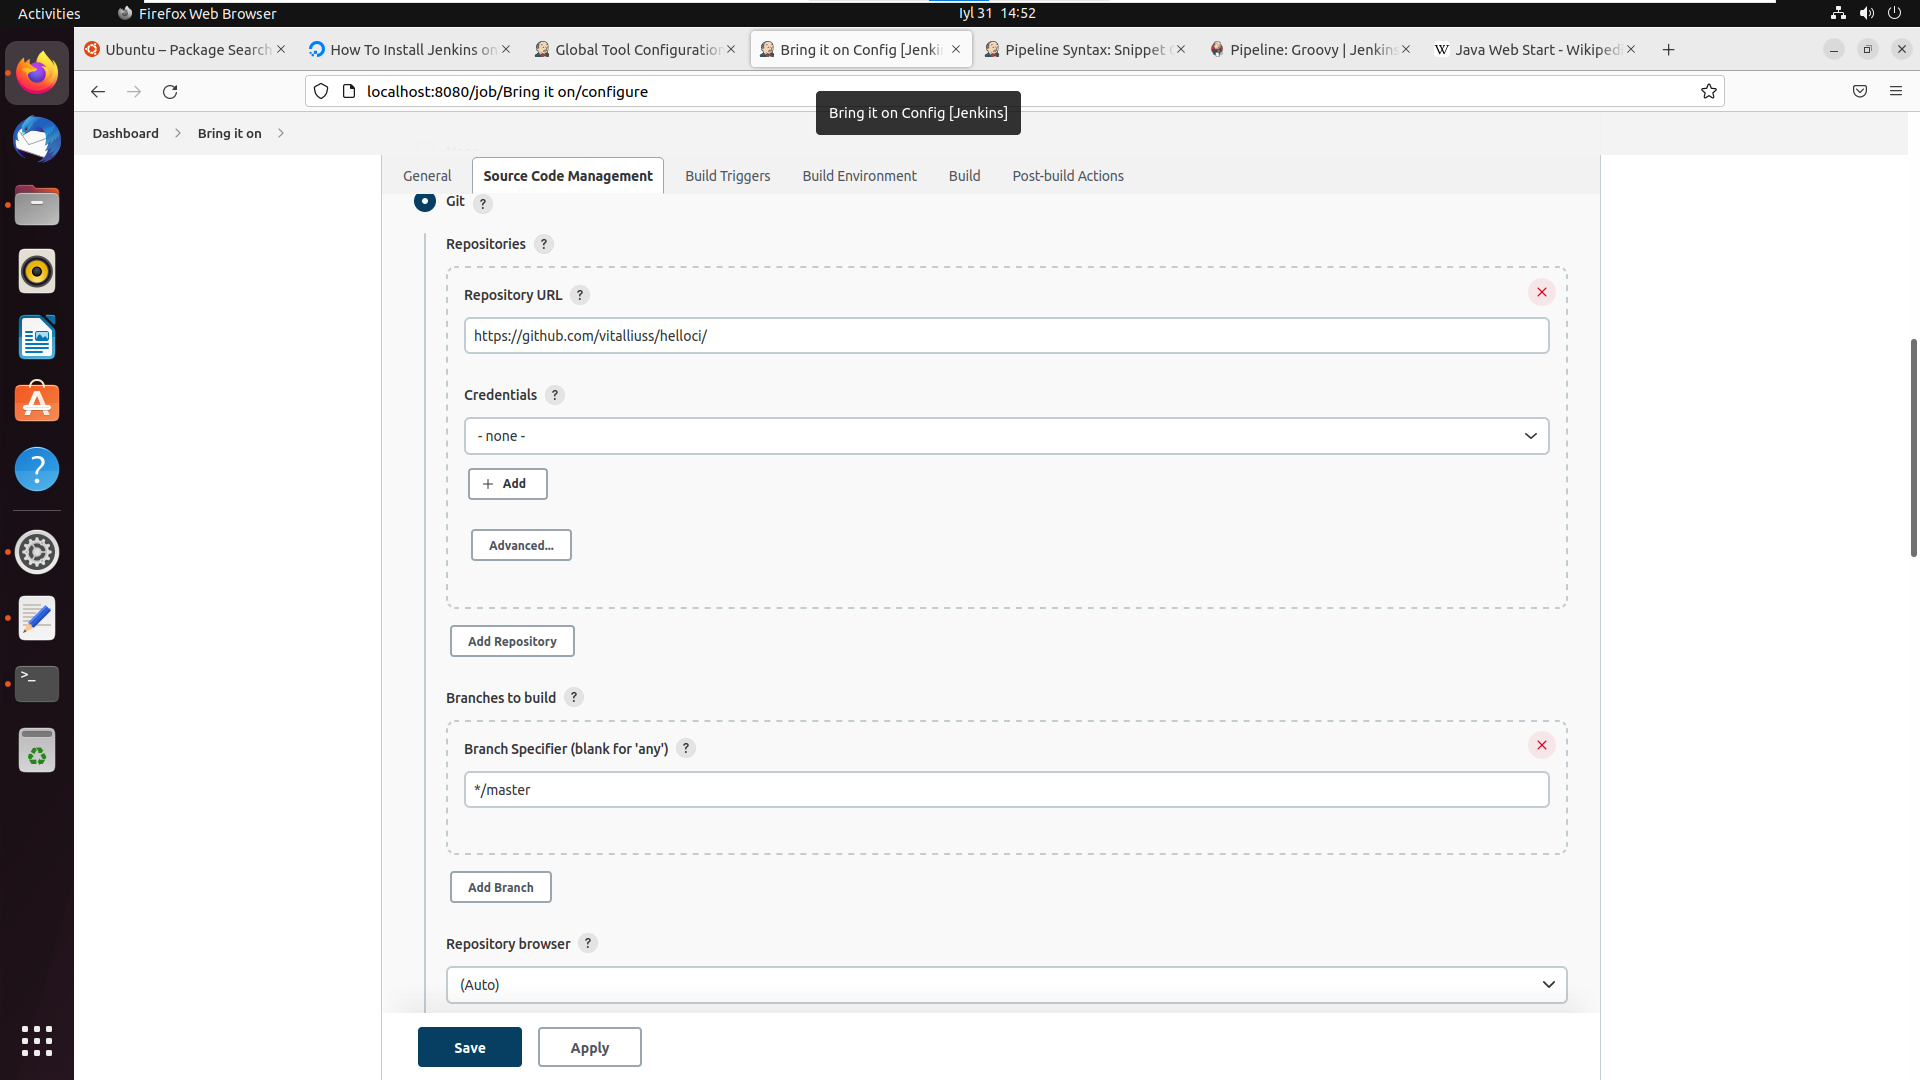 Activities
Firefox Web Browser
Iyl 31 14:52
Ubuntu – Package Search
How To Install Jenkins on
Global Tool Configuration
Bring it on Config [Jenki
Pipeline Syntax: Snippet
Pipeline: Groovy | Jenkins
W Java Web Start - Wikiped
localhost:8080/job/Bring it on/configure
Bring it on Config [Jenkins]
Dashboard
Bring it on
General
Source Code Management
Build Triggers
Build Environment
Build
Post-build Actions
Git ?
Repositories ?
Repository URL ?
https://github.com/vitalliuss/helloci/
Credentials ?
- none -
+ Add
Advanced...
Add Repository
Branches to build ?
Branch Specifier (blank for 'any') ?
*/master
Add Branch
Repository browser ?
(Auto)
Save
Apply